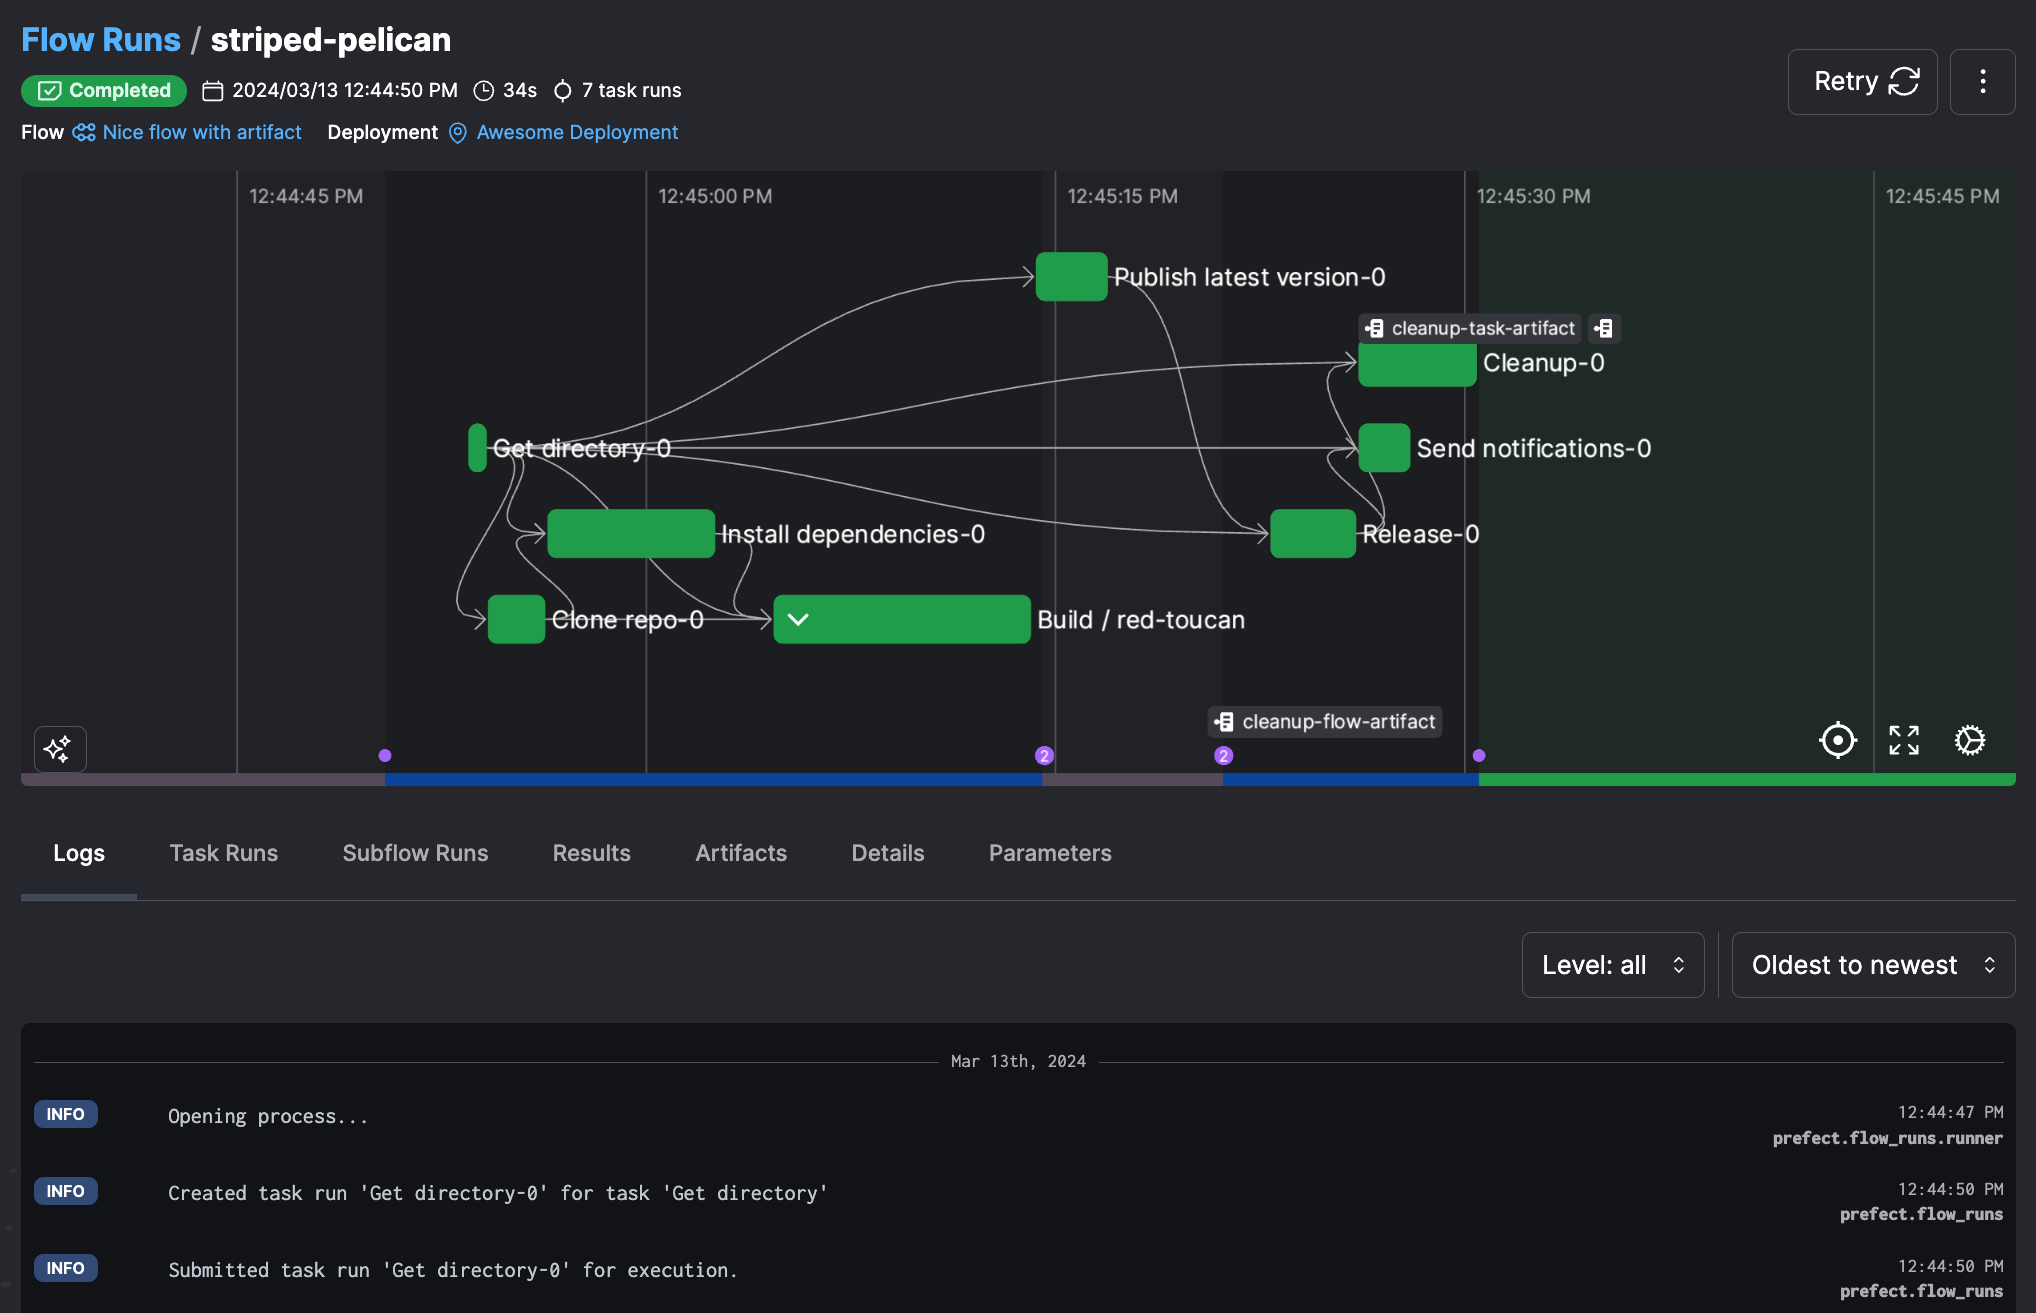 Flow Runs / striped-pelican
Completed 2024/03/13 12:44:50 PM 34s 7 task runs
Retry
Flow Nice flow with artifact Deployment Awesome Deployment
12:44:45 PM 12:45:00 PM 12:45:15 PM 12:45:30 PM 12:45:45 PM
Publish latest version-0
cleanup-task-artifact
Cleanup-0
Get directory-0
Send notifications-0
Install dependencies-0
Release-0
Clone repo-0
Build / red-toucan
cleanup-flow-artifact
2 2
Logs Task Runs Subflow Runs Results Artifacts Details Parameters
Level: all Oldest to newest
Mar 13th, 2024
INFO Opening process... 12:44:47 PM
prefect.flow_runs.runner
INFO Created task run 'Get directory-0' for task 'Get directory' 12:44:50 PM
prefect.flow_runs
INFO Submitted task run 'Get directory-0' for execution. 12:44:50 PM
prefect.flow_runs